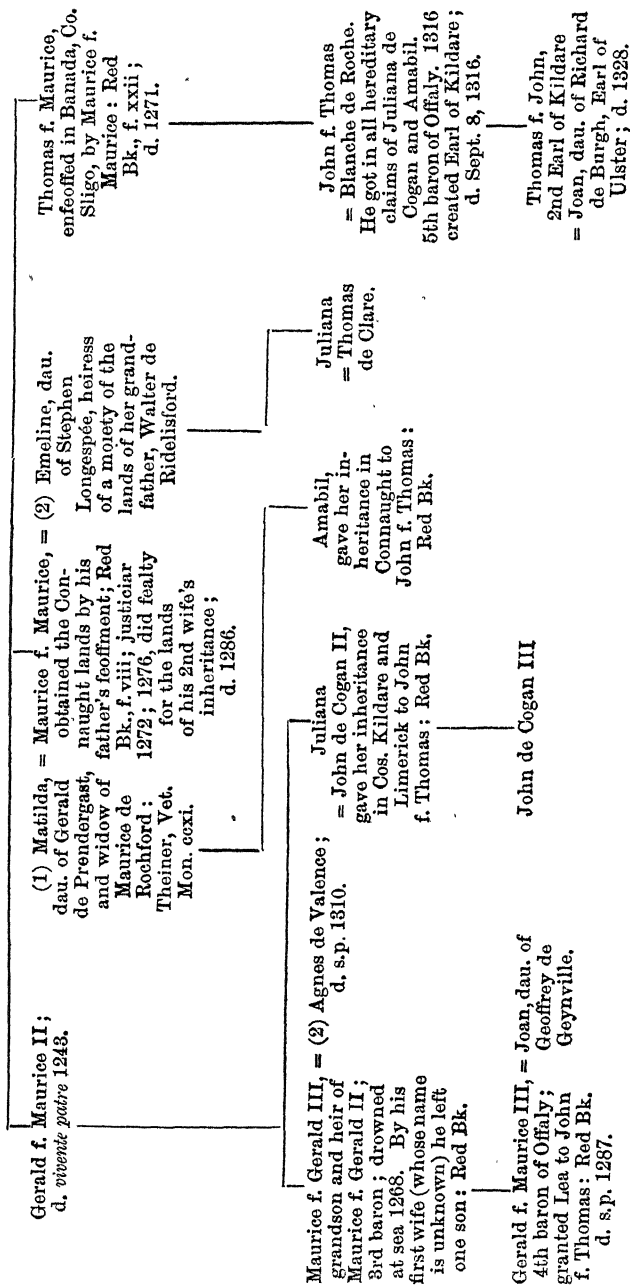 Gerald f. Maurice II;
d. vivente patre 1243.
(1) Matilda,
dau. of Gerald
de Prendergast,
and widow of
Maurice de
Rochford:
Theiner, Vet.
Mon. ccxi.
= Maurice f. Maurice,
obtained the Con-
naught lands by his
father's feoffment; Red
Bk., f. viii; justiciar
1272; 1276, did fealty
for the lands
of his 2nd wife's
inheritance;
d. 1286.
= (2) Emeline, dau.
of Stephen
Longespée, heiress
of a moiety of the
lands of her grand-
father, Walter de
Ridelisford.
Thomas f. Maurice,
enfeoffed in Banada, Co.
Sligo, by Maurice f.
Maurice: Red
Bk., f. xxii;
d. 1271.
Maurice f. Gerald III,
grandson and heir of
Maurice f. Gerald II;
3rd baron; drowned
at sea 1268. By his
first wife (whose name
is unknown) he left
one son: Red Bk.
= (2) Agnes de Valence;
d. s.p. 1310.
Juliana
= John de Cogan II,
gave her inheritance
in Cos. Kildare and
Limerick to John
f. Thomas: Red Bk.
Amabil,
gave her in-
heritance in
Connaught to
John f. Thomas:
Red Bk.
Juliana
= Thomas
de Clare.
John f. Thomas
= Blanche de Roche.
He got in all hereditary
claims of Juliana de
Cogan and Amabil.
5th baron of Offaly. 1316
created Earl of Kildare;
d. Sept. 8, 1316.
Gerald f. Maurice III,
4th baron of Offaly;
granted Lea to John
f. Thomas: Red Bk.
d. s.p. 1287.
= Joan, dau. of
Geoffrey de
Geynville.
John de Cogan III
Thomas f. John,
2nd Earl of Kildare
= Joan, dau. of Richard
de Burgh, Earl of
Ulster; d. 1328.